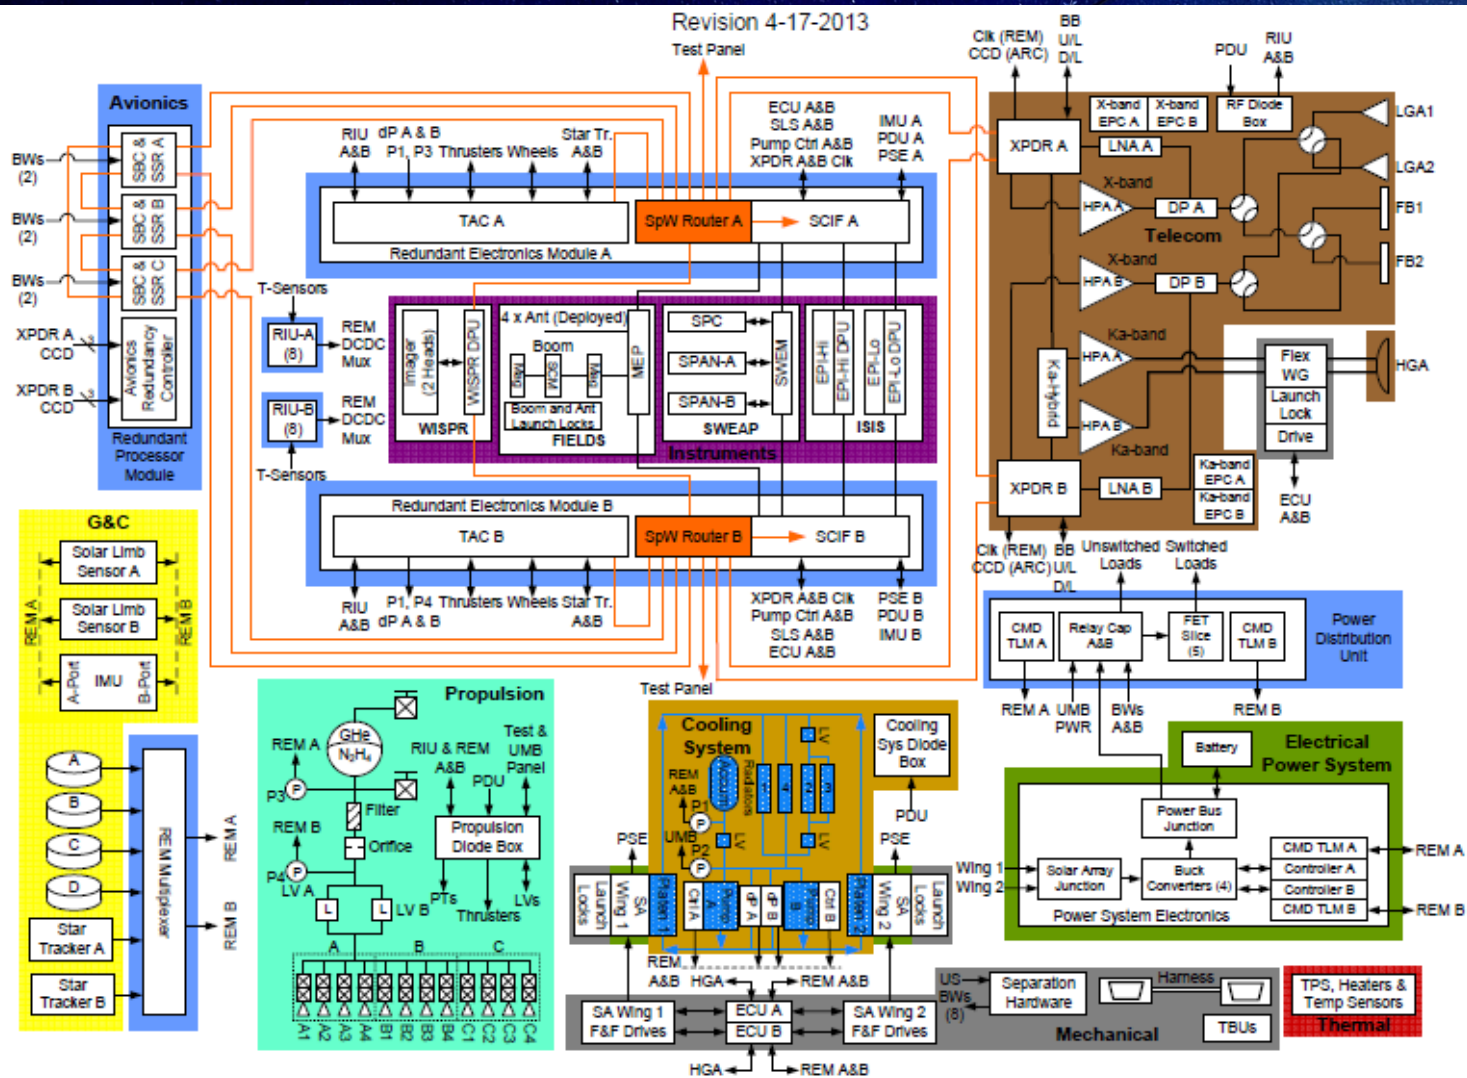 Revision 4-17-2013
Test Panel
Clk (REM)
CCD (ARC)
BB
U/L
D/L
PDU
RIU
A&B
Avionics
SBC &
SSR A
SBC &
SSR B
SBC &
SSR C
Avionics
Redundancy
Controller
Redundant
Processor
Module
BWs
(2)
BWs
(2)
BWs
(2)
XPDR A
CCD
3
XPDR B
CCD
3
RIU
A&B
dP A & B
P1, P3
Thrusters
Wheels
Star Tr.
A&B
ECU A&B
SLS A&B
Pump Ctrl A&B
XPDR A&B Clk
IMU A
PDU A
PSE A
TAC A
SpW Router A
SCIF A
Redundant Electronics Module A
T-Sensors
RIU-A
(8)
REM
DCDC
Mux
RIU-B
(8)
REM
DCDC
Mux
T-Sensors
Imager
(2 Heads)
WISPR DPU
WISPR
4 x Ant (Deployed)
Boom
Mag
SCM
Mag
MEP
Boom and Ant
Launch Locks
FIELDS
SPC
SPAN-A
SPAN-B
SWEM
SWEAP
EPI-Hi
EPI-Hi DPU
EPI-Lo
EPI-Lo DPU
ISIS
Instruments
Redundant Electronics Module B
TAC B
SpW Router B
SCIF B
RIU
A&B
P1, P4
dP A & B
Thrusters
Wheels
Star Tr.
A&B
XPDR A&B Clk
Pump Ctrl A&B
SLS A&B
ECU A&B
PSE B
PDU B
IMU B
Test Panel
XPDR A
X-band
EPC A
X-band
EPC B
RF Diode
Box
LNA A
LGA1
LGA2
X-band
HPA A
DP A
FB1
Telecom
X-band
HPA B
DP B
FB2
Ka-band
HPA A
Ka-Hybrid
HPA B
Ka-band
Flex
WG
Launch
Lock
Drive
HGA
XPDR B
LNA B
Ka-band
EPC A
Ka-band
EPC B
ECU
A&B
Clk (REM)
CCD (ARC)
BB
U/L
D/L
Unswitched
Loads
Switched
Loads
CMD
TLM A
Relay Cap
A&B
FET
Slice
(5)
CMD
TLM B
Power
Distribution
Unit
REM A
UMB
PWR
BWs
A&B
REM B
G&C
Solar Limb
Sensor A
Solar Limb
Sensor B
REM A
REM B
A-Port
IMU
B-Port
A
B
C
D
Star
Tracker A
Star
Tracker B
REM Multiplexer
REM A
REM B
Propulsion
GHe
N2H4
REM A
P3
P
Filter
REM B
Orifice
P4
P
LV A
L
L
LV B
RIU & REM
A&B
PDU
Test &
UMB
Panel
Propulsion
Diode Box
PTs
Thrusters
LVs
A
B
C
A1
A2
A3
A4
B1
B2
B3
B4
C1
C2
C3
C4
Cooling
System
REM
A&B
Accum
Radiators
1
4
2
3
LV
P1
P
UMB
P2
P
LV
LV
Cooling
Sys Diode
Box
PDU
PSE
PSE
Launch
Locks
SA
Wing 1
Platen 1
Ctrl A
Pump
A
dP A
dP B
Pump
B
Ctrl B
Platen 2
SA
Wing 2
Launch
Locks
REM
A&B
HGA
REM A&B
SA Wing 1
F&F Drives
ECU A
ECU B
SA Wing 2
F&F Drives
HGA
REM A&B
Electrical
Power System
Battery
Power Bus
Junction
Wing 1
Wing 2
Solar Array
Junction
Buck
Converters (4)
CMD TLM A
Controller A
Controller B
CMD TLM B
Power System Electronics
REM A
REM B
US
BWs
(8)
Separation
Hardware
Harness
TBUs
Mechanical
TPS, Heaters &
Temp Sensors
Thermal